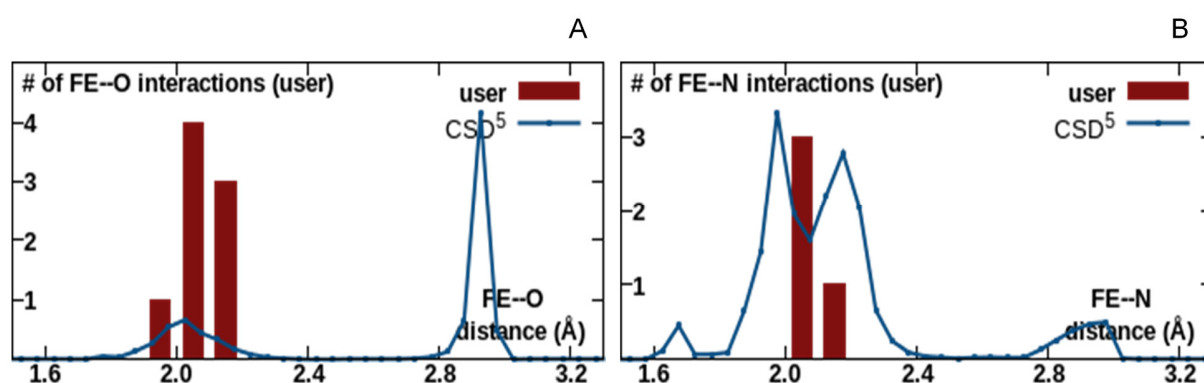 A
# of FE--O interactions (user)
user
CSD5
4
3
2
1
FE--O
distance (Å)
1.6 2.0 2.4 2.8 3.2
B
# of FE--N interactions (user)
user
CSD5
3
2
1
FE--N
distance (Å)
1.6 2.0 2.4 2.8 3.2